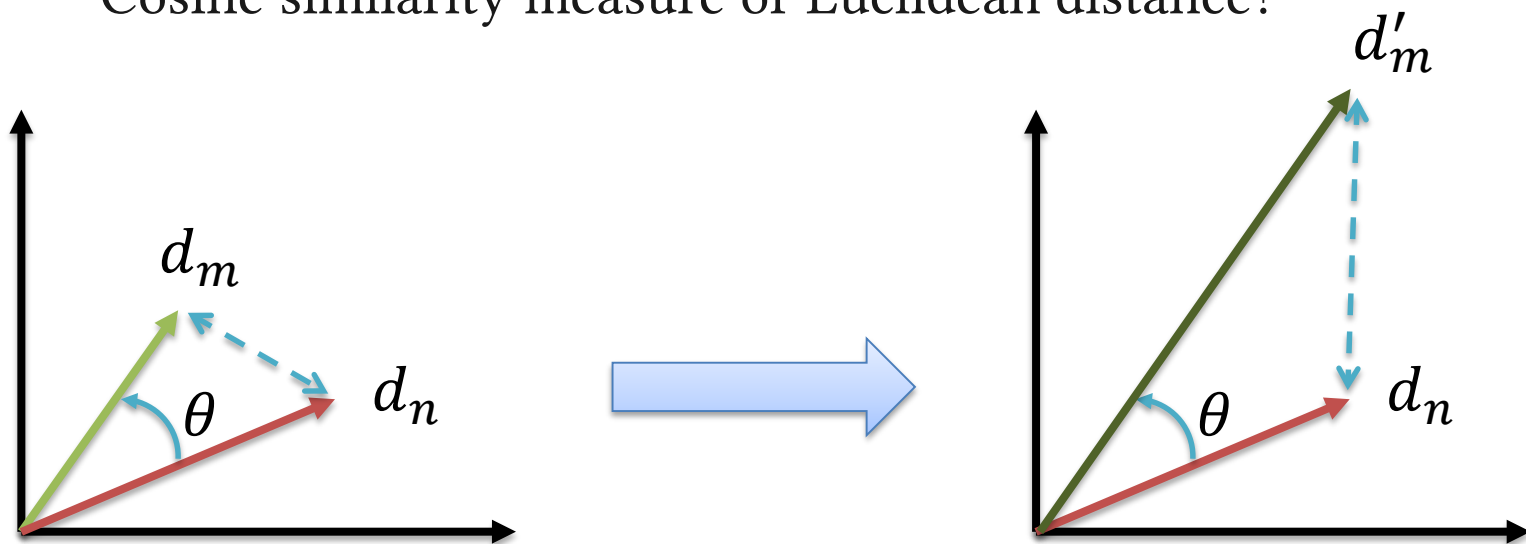 Cosine similarity measure or Euclidean distance?
d′ₘ
dₘ
dₙ
θ
dₙ
θ